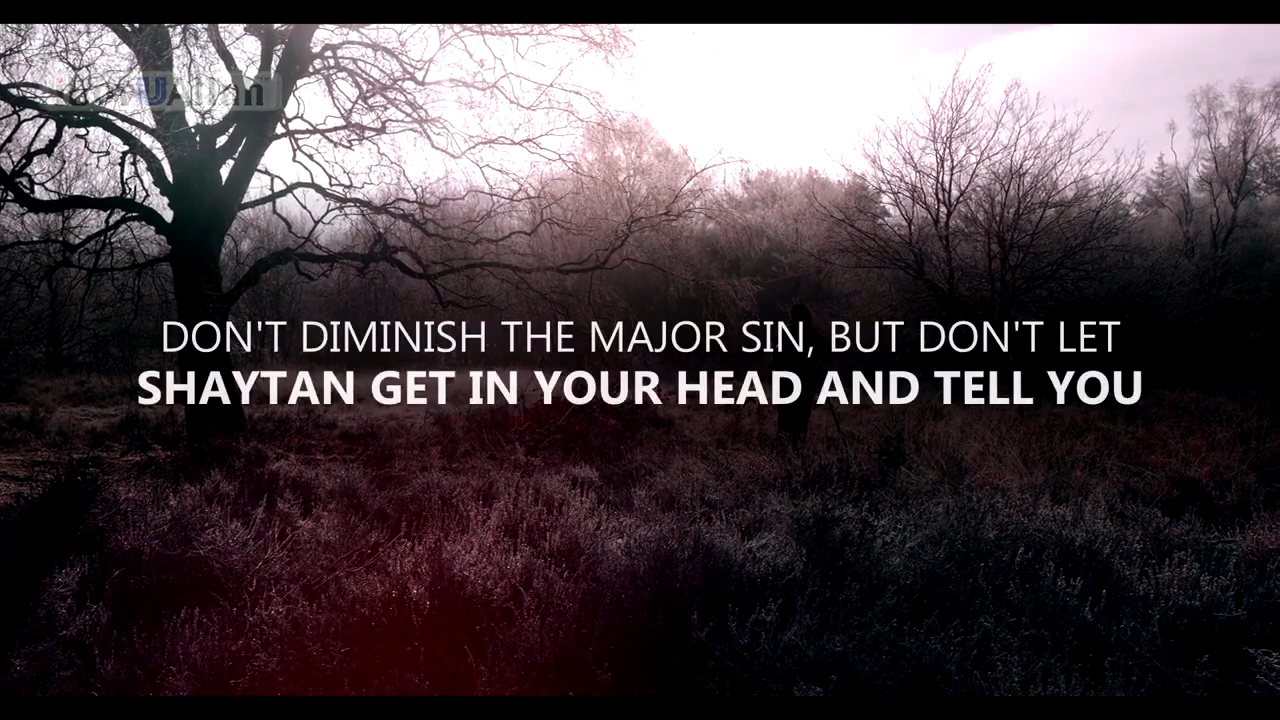 DON'T DIMINISH THE MAJOR SIN, BUT DON'T LET
SHAYTAN GET IN YOUR HEAD AND TELL YOU